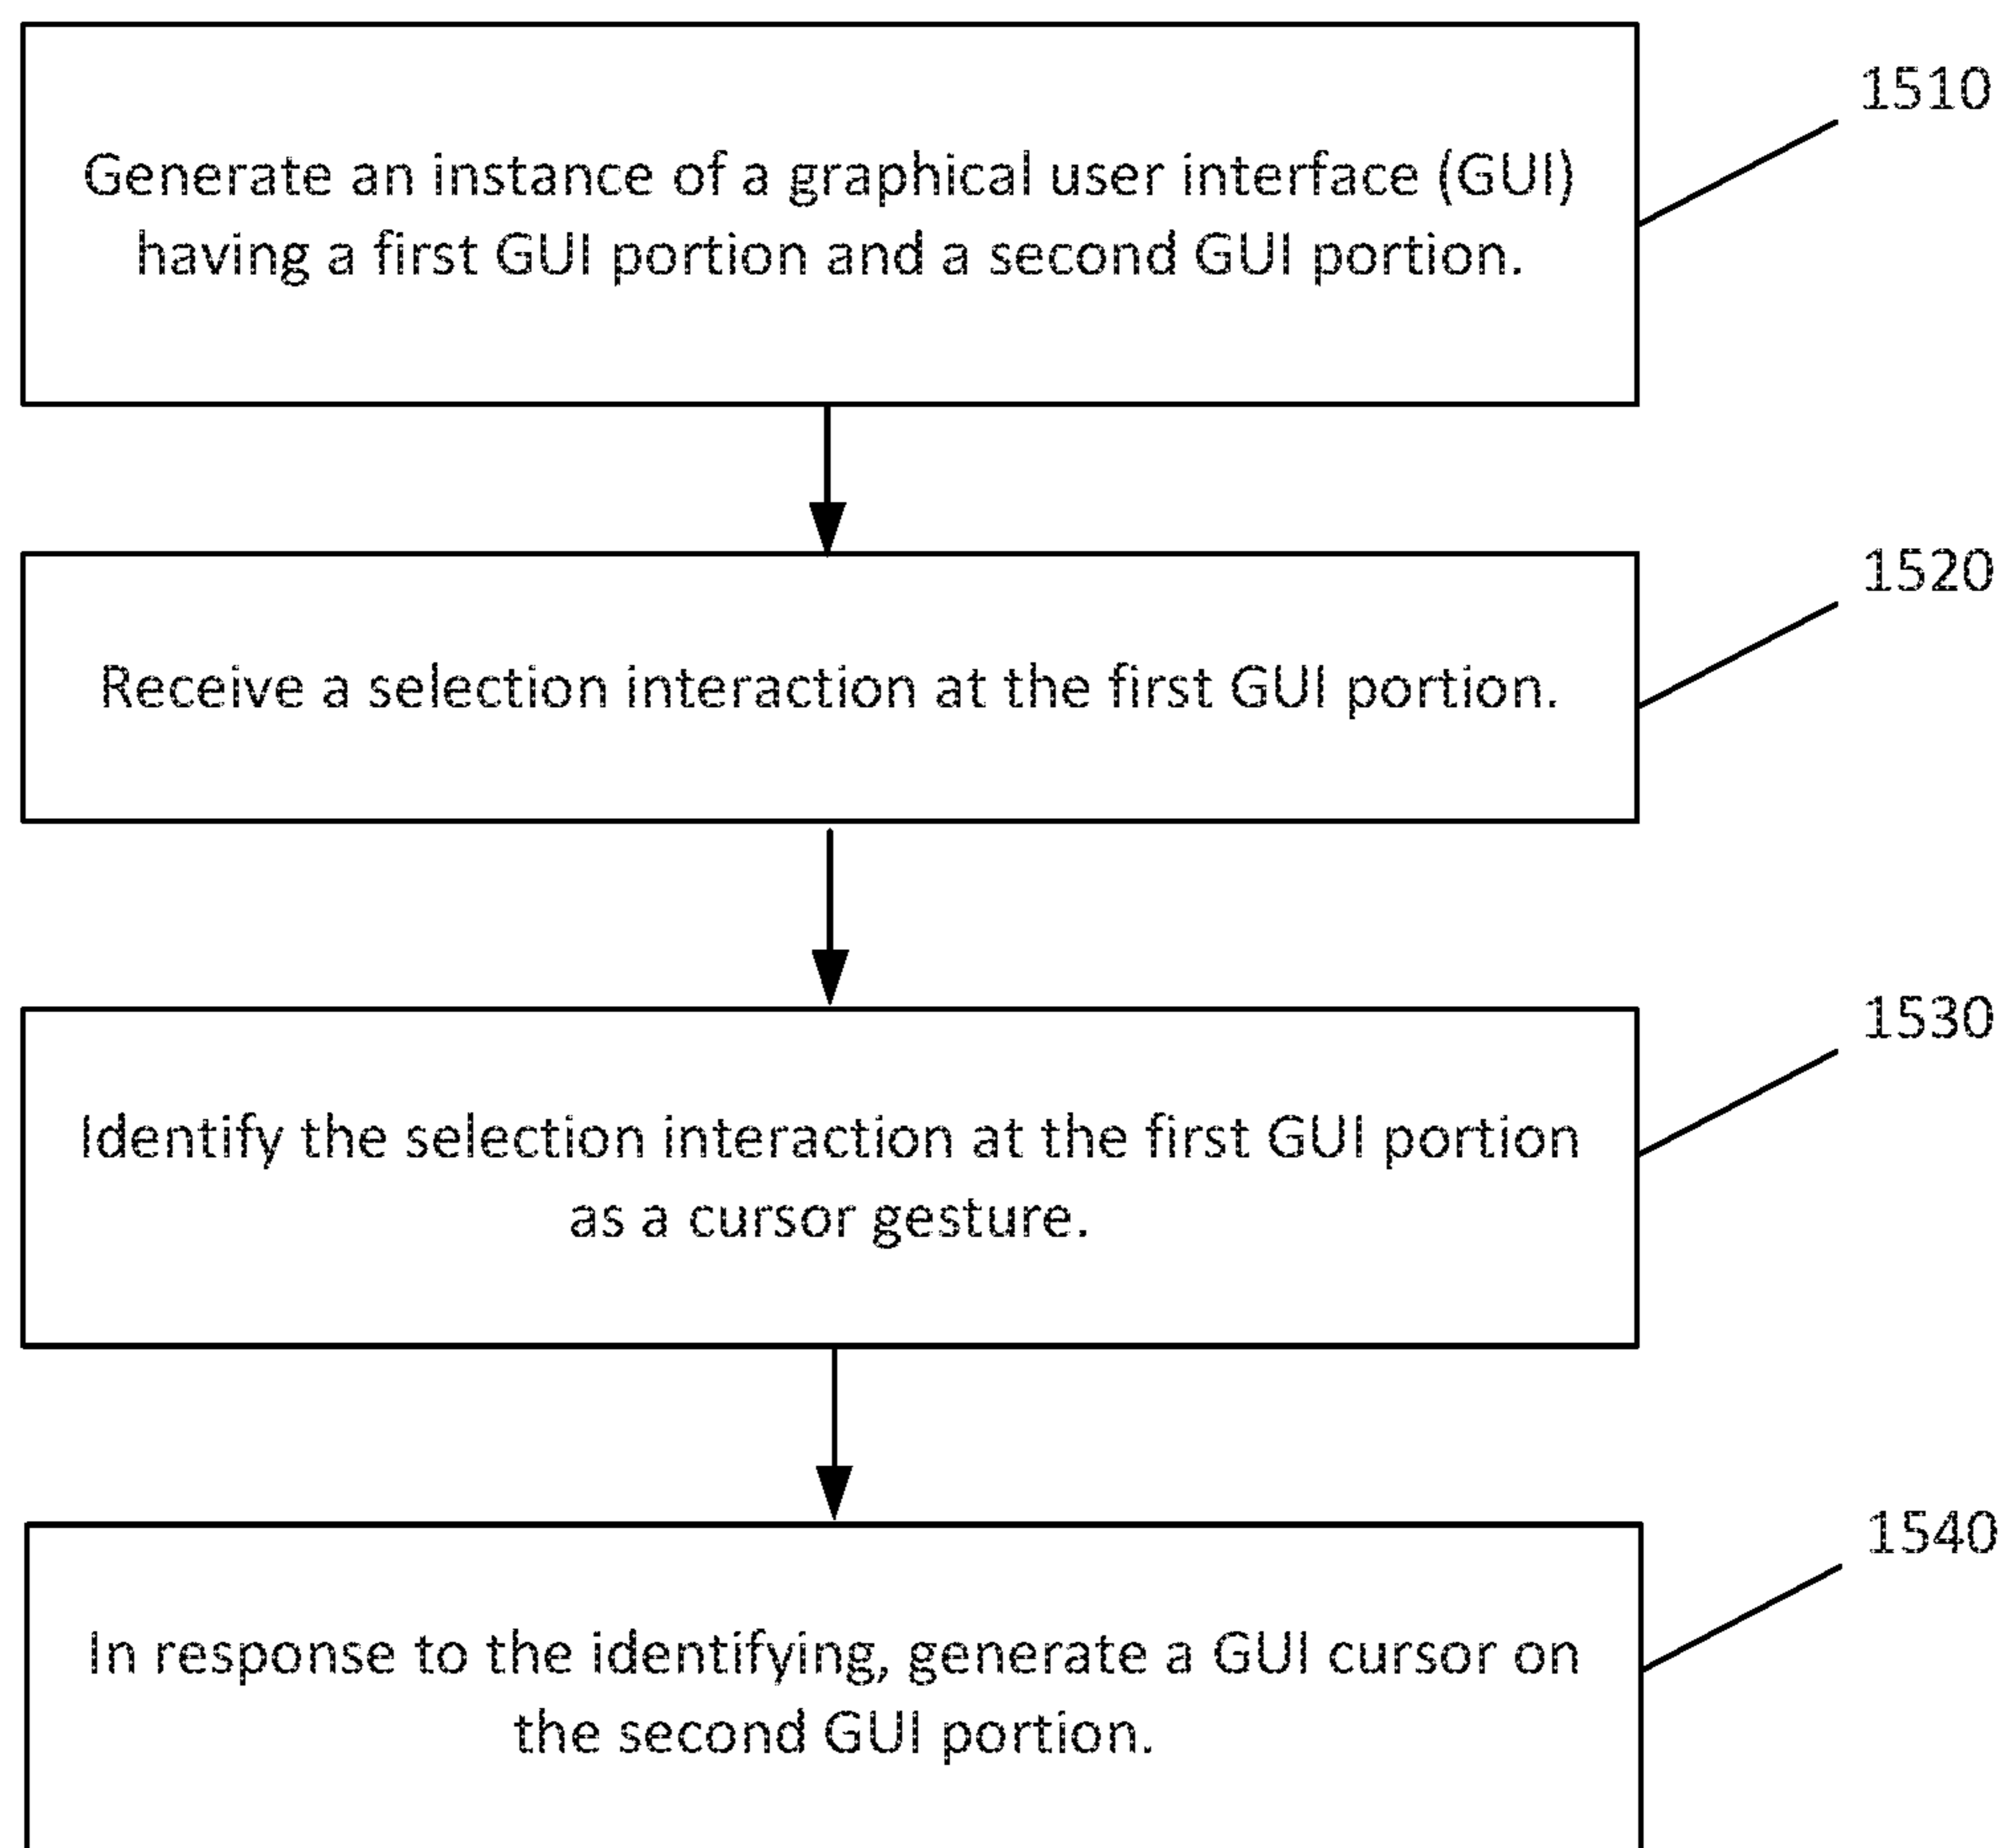 1510
Generate an instance of a graphical user interface (GUI)
having a first GUI portion and a second GUI portion.
1520
Receive a selection interaction at the first GUI portion.
1530
Identify the selection interaction at the first GUI portion
as a cursor gesture.
1540
In response to the identifying, generate a GUI cursor on
the second GUI portion.